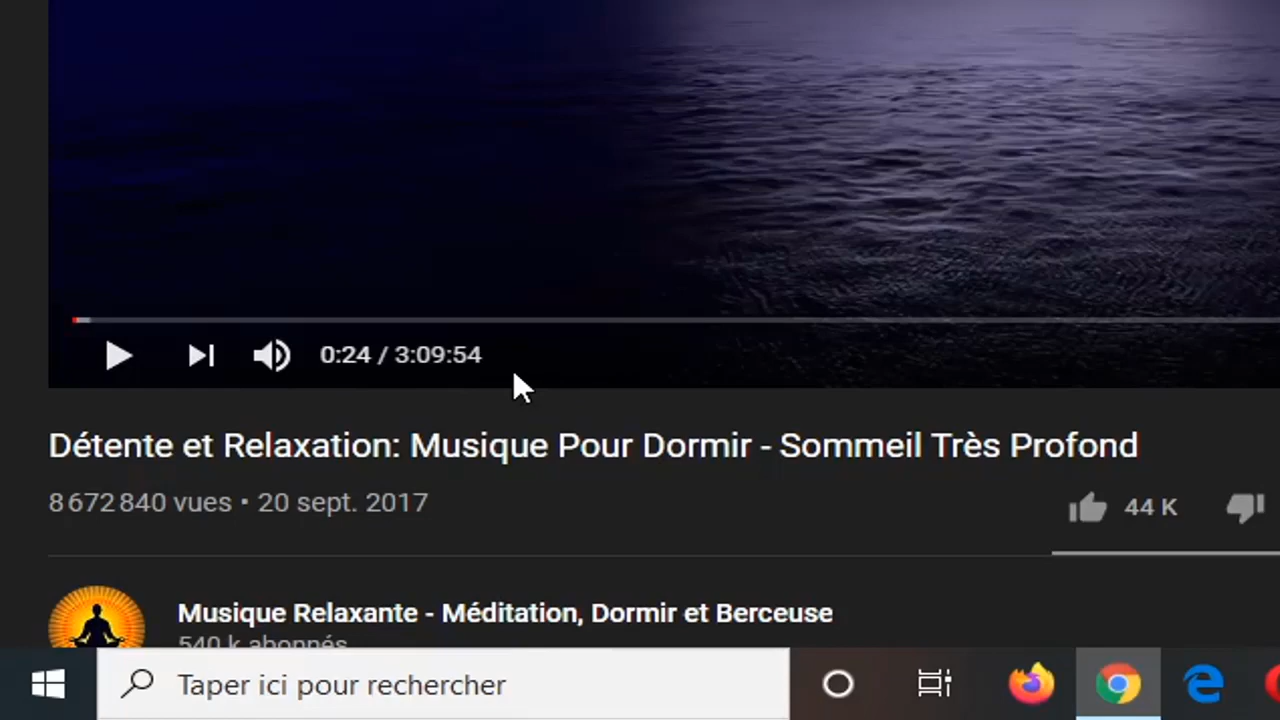 0:24 / 3:09:54
Détente et Relaxation: Musique Pour Dormir - Sommeil Très Profond
8 672 840 vues • 20 sept. 2017
44 K
Musique Relaxante - Méditation, Dormir et Berceuse
540 k abonnés
Taper ici pour rechercher